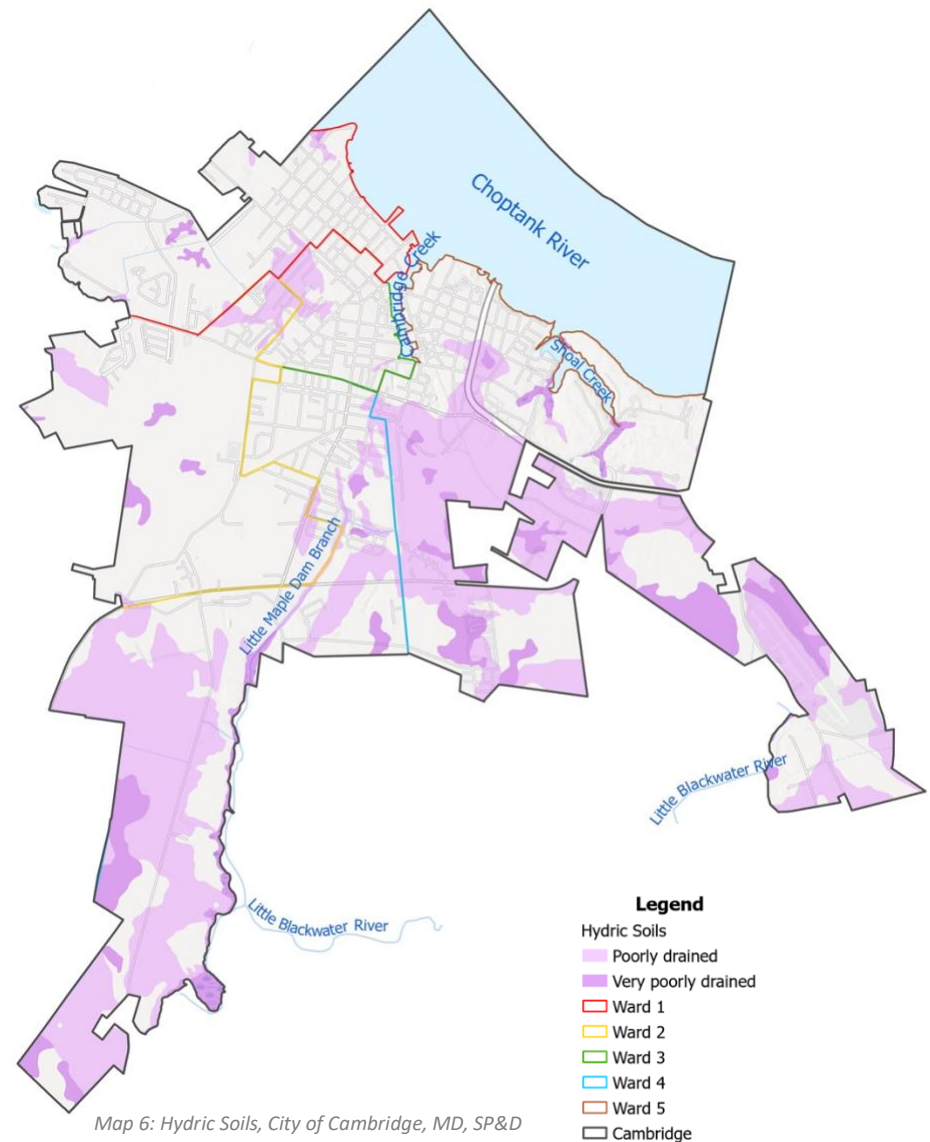 Choptank River
Cambridge Creek
Shoal Creek
Little Maple Dam Branch
Little Blackwater River
Little Blackwater River
Legend
Hydric Soils
Poorly drained
Very poorly drained
Ward 1
Ward 2
Ward 3
Ward 4
Ward 5
Cambridge
Map 6: Hydric Soils, City of Cambridge, MD, SP&D